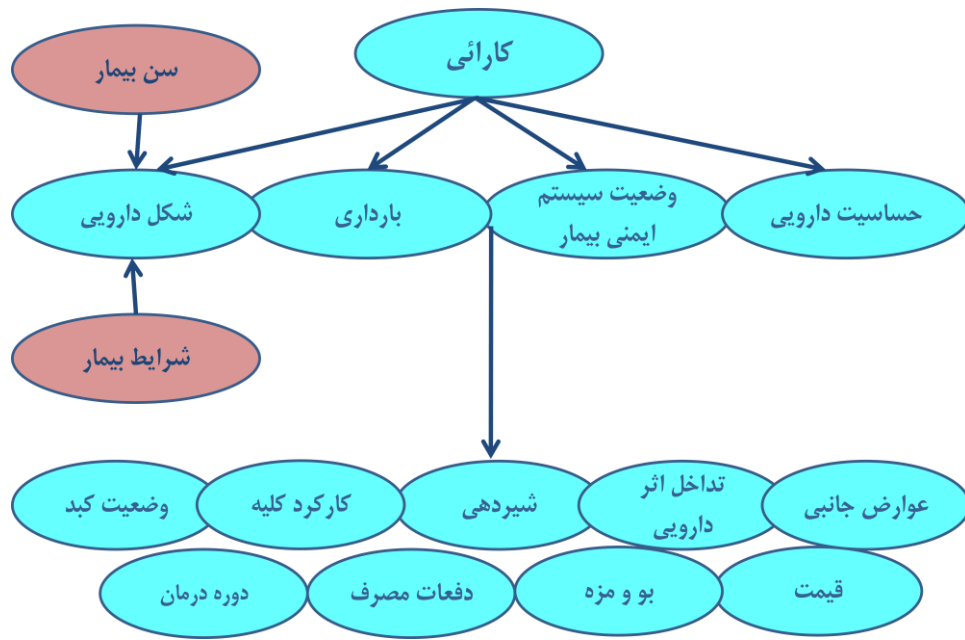 کارائی
سن بیمار
حساسیت دارویی
وضعیت سیستم
ایمنی بیمار
بارداری
شکل دارویی
شرایط بیمار
عوارض جانبی
تداخل اثر
دارویی
شیردهی
کارکرد کلیه
وضعیت کبد
قیمت
بو و مزه
دفعات مصرف
دوره درمان